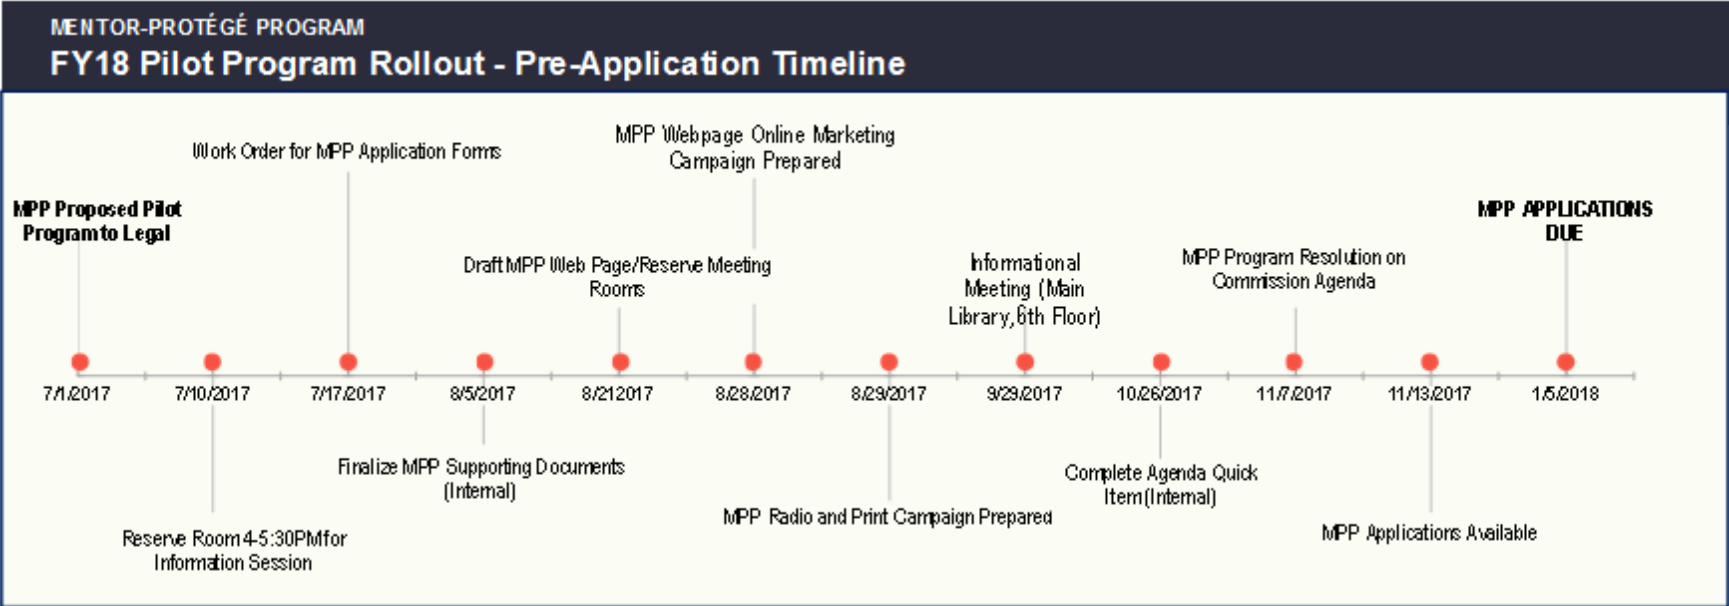 MENTOR-PROTÉGÉ PROGRAM
FY18 Pilot Program Rollout - Pre-Application Timeline
MPP Webpage Online Marketing
Campaign Prepared
Work Order for MPP Application Forms
MPP Proposed Pilot
Program to Legal
MPP APPLICATIONS
DUE
Draft MPP Web Page/Reserve Meeting
Rooms
Informational
Meeting (Main
Library, 6th Floor)
MPP Program Resolution on
Commission Agenda
7/1/2017
7/10/2017
7/17/2017
8/5/2017
8/212017
8/28/2017
8/29/2017
9/29/2017
10/26/2017
11/7/2017
11/13/2017
1/5/2018
Finalize MPP Supporting Documents
(Internal)
Complete Agenda Quick
Item (Internal)
MPP Radio and Print Campaign Prepared
Reserve Room 4-5:30PM for
Information Session
MPP Applications Available